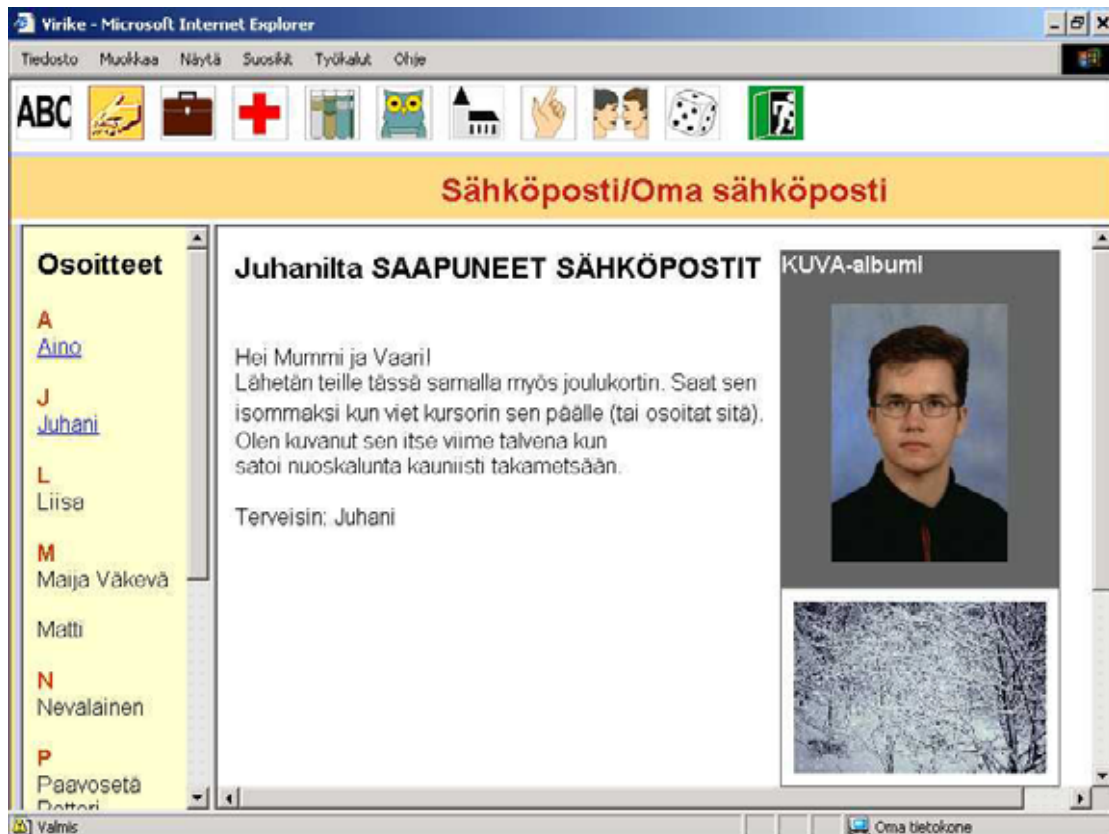 Virike - Microsoft Internet Explorer
Tiedosto Muokkaa Näytä Suosikit Työkalut Ohje
ABC
Sähköposti/Oma sähköposti
Osoitteet
A
Aino
J
Juhani
L
Liisa
M
Maija Väkevä
Matti
N
Nevalainen
P
Paavosetä
Petteri
Juhanilta SAAPUNEET SÄHKÖPOSTIT
Hei Mummi ja Vaari!
Lähetän teille tässä samalla myös joulukortin. Saat sen
isommaksi kun viet kursorin sen päälle (tai osoitat sitä).
Olen kuvanut sen itse viime talvena kun
satoi nuoskalunta kauniisti takametsään.
Terveisin: Juhani
KUVA-albumi
Valmis
Oma tietokone